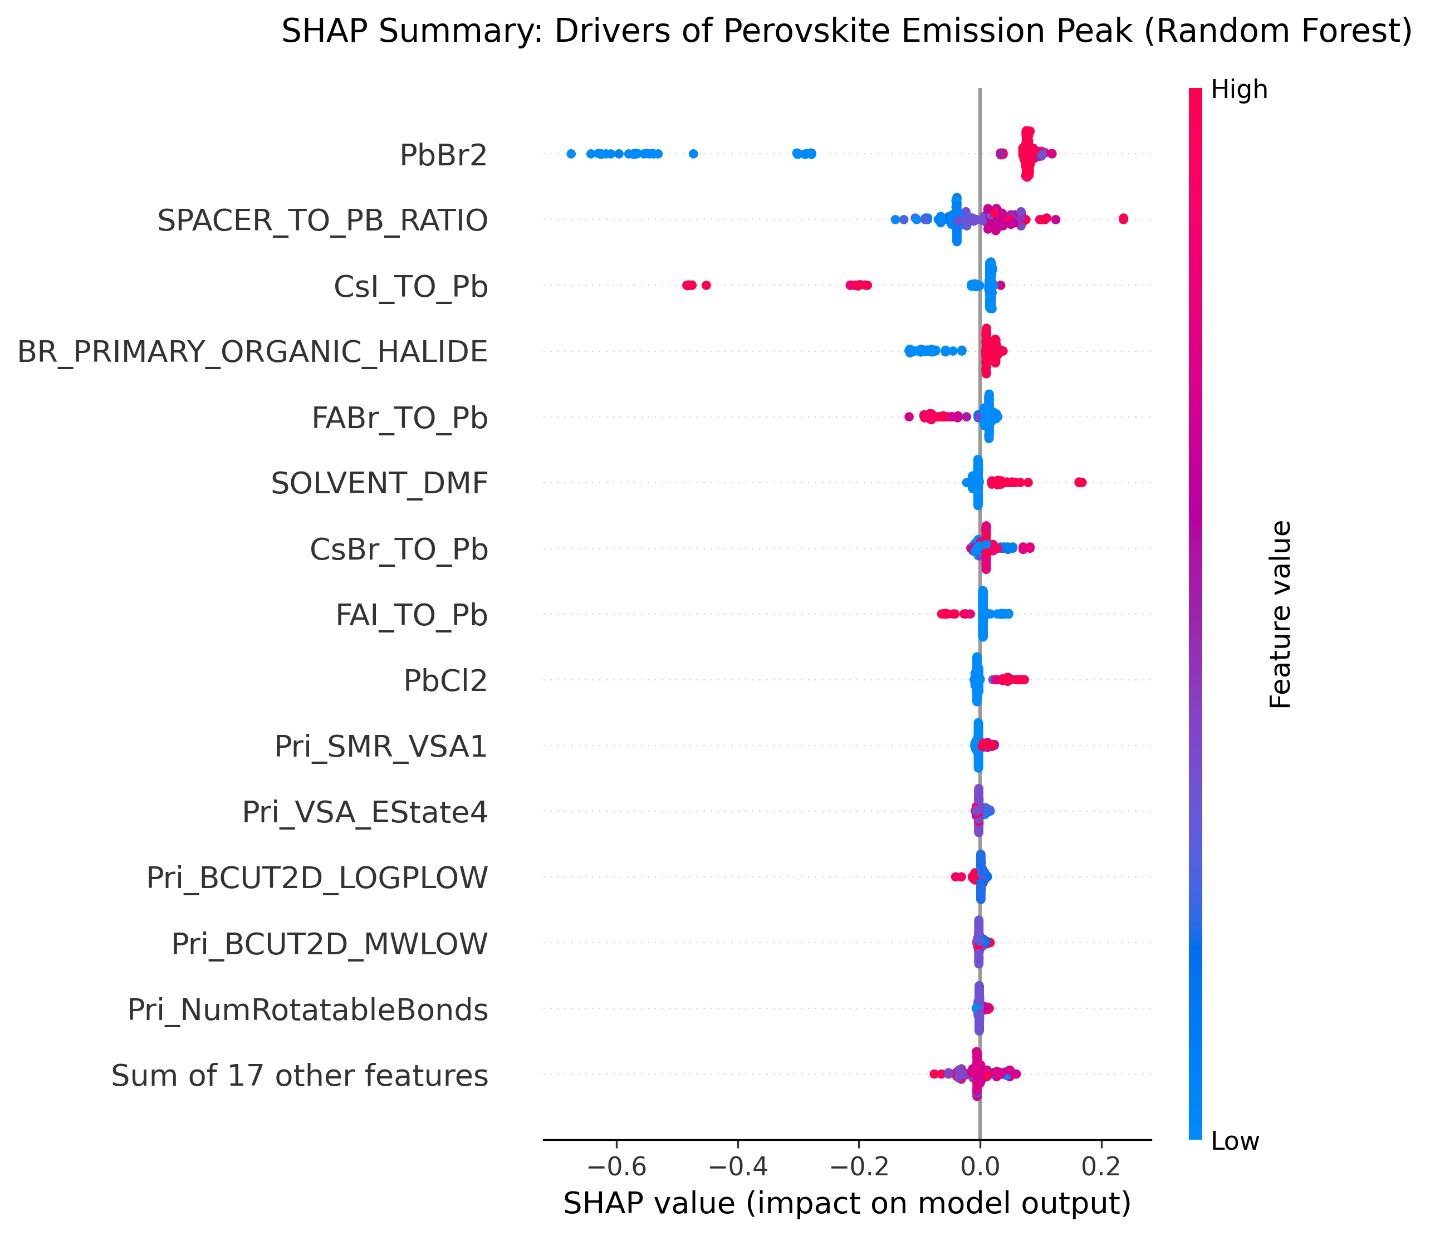 SHAP Summary: Drivers of Perovskite Emission Peak (Random Forest)
High
PbBr2
SPACER_TO_PB_RATIO
CsI_TO_Pb
BR_PRIMARY_ORGANIC_HALIDE
FABr_TO_Pb
SOLVENT_DMF
CsBr_TO_Pb
FAI_TO_Pb
PbCl2
Pri_SMR_VSA1
Pri_VSA_EState4
Pri_BCUT2D_LOGPLOW
Pri_BCUT2D_MWLOW
Pri_NumRotatableBonds
Sum of 17 other features
Feature value
Low
−0.6 −0.4 −0.2 0.0 0.2
SHAP value (impact on model output)